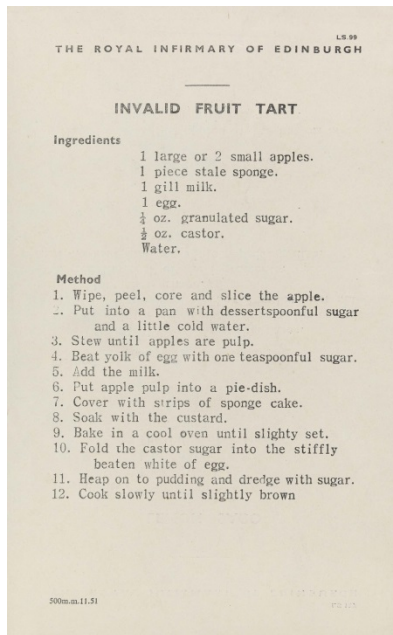 L.S. 99
THE ROYAL INFIRMARY OF EDINBURGH
INVALID FRUIT TART
Ingredients
1 large or 2 small apples.
1 piece stale sponge.
1 gill milk.
1 egg.
¼ oz. granulated sugar.
½ oz. castor.
Water.
Method
1. Wipe, peel, core and slice the apple.
2. Put into a pan with dessertspoonful sugar
and a little cold water.
3. Stew until apples are pulp.
4. Beat yolk of egg with one teaspoonful sugar.
5. Add the milk.
6. Put apple pulp into a pie-dish.
7. Cover with strips of sponge cake.
8. Soak with the custard.
9. Bake in a cool oven until slighty set.
10. Fold the castor sugar into the stiffly
beaten white of egg.
11. Heap on to pudding and dredge with sugar.
12. Cook slowly until slightly brown
500m.m.11.51